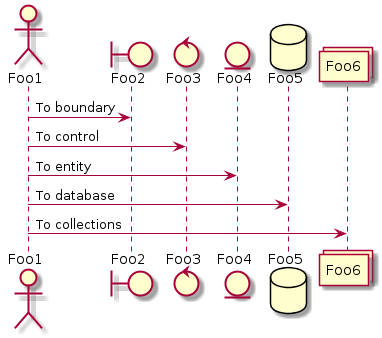 Foo1 Foo2 Foo3 Foo4 Foo5 Foo6
To boundary
To control
To entity
To database
To collections
Foo1 Foo2 Foo3 Foo4 Foo5 Foo6